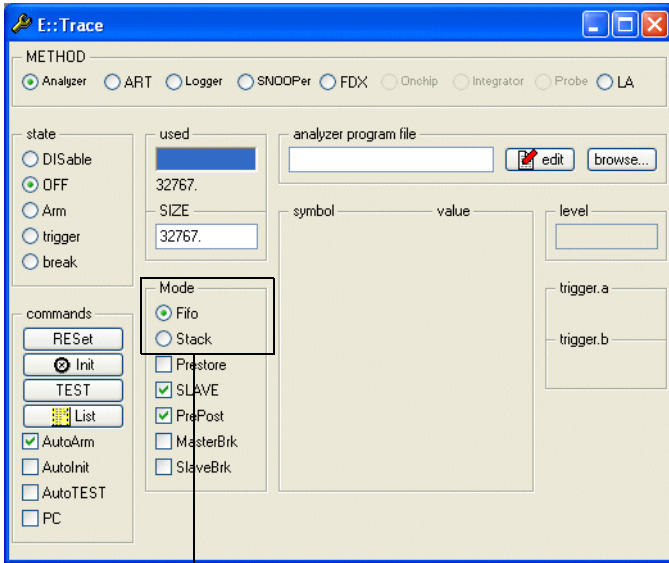 E::Trace
METHOD
Analyzer ART Logger SNOOPer FDX Onchip Integrator Probe LA
state
DISable
OFF
Arm
trigger
break
used
32767.
SIZE
32767.
analyzer program file
edit browse...
symbol value
level
trigger.a
trigger.b
commands
RESet
Init
TEST
List
AutoArm
AutoInit
AutoTEST
PC
Mode
Fifo
Stack
Prestore
SLAVE
PrePost
MasterBrk
SlaveBrk